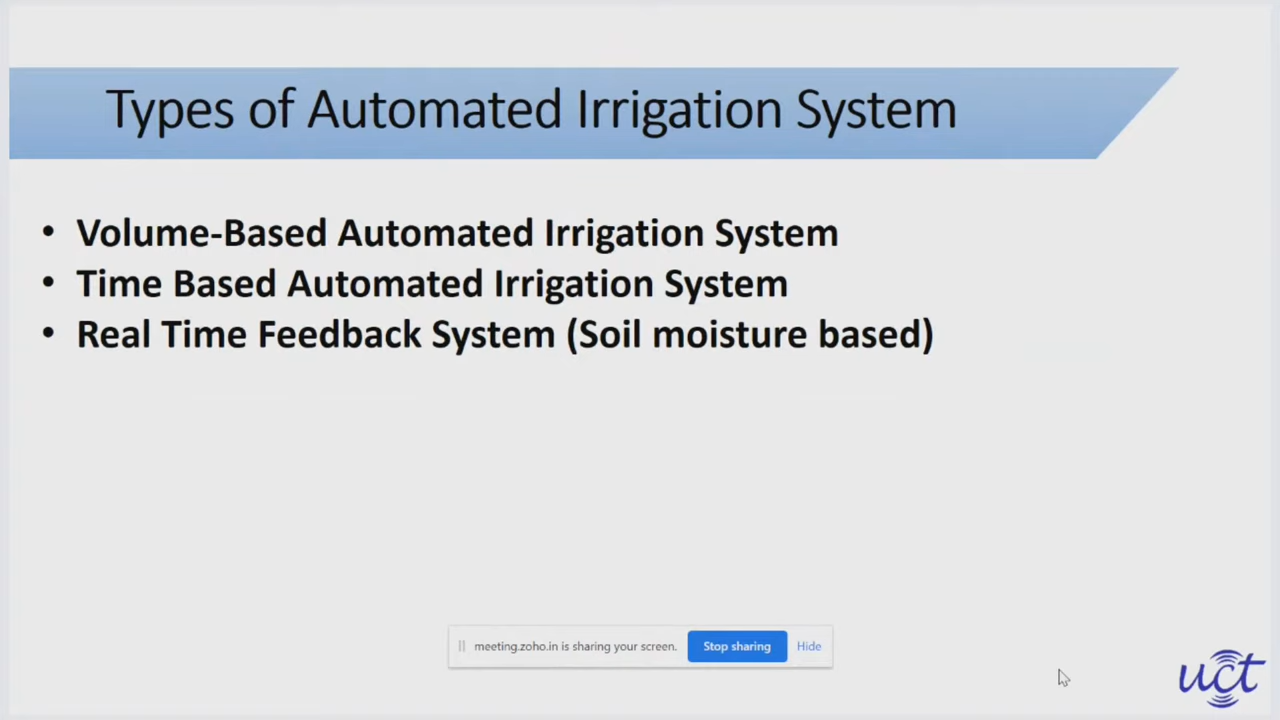 Types of Automated Irrigation System
• Volume-Based Automated Irrigation System
• Time Based Automated Irrigation System
• Real Time Feedback System (Soil moisture based)
meeting.zoho.in is sharing your screen. Stop sharing Hide
uct